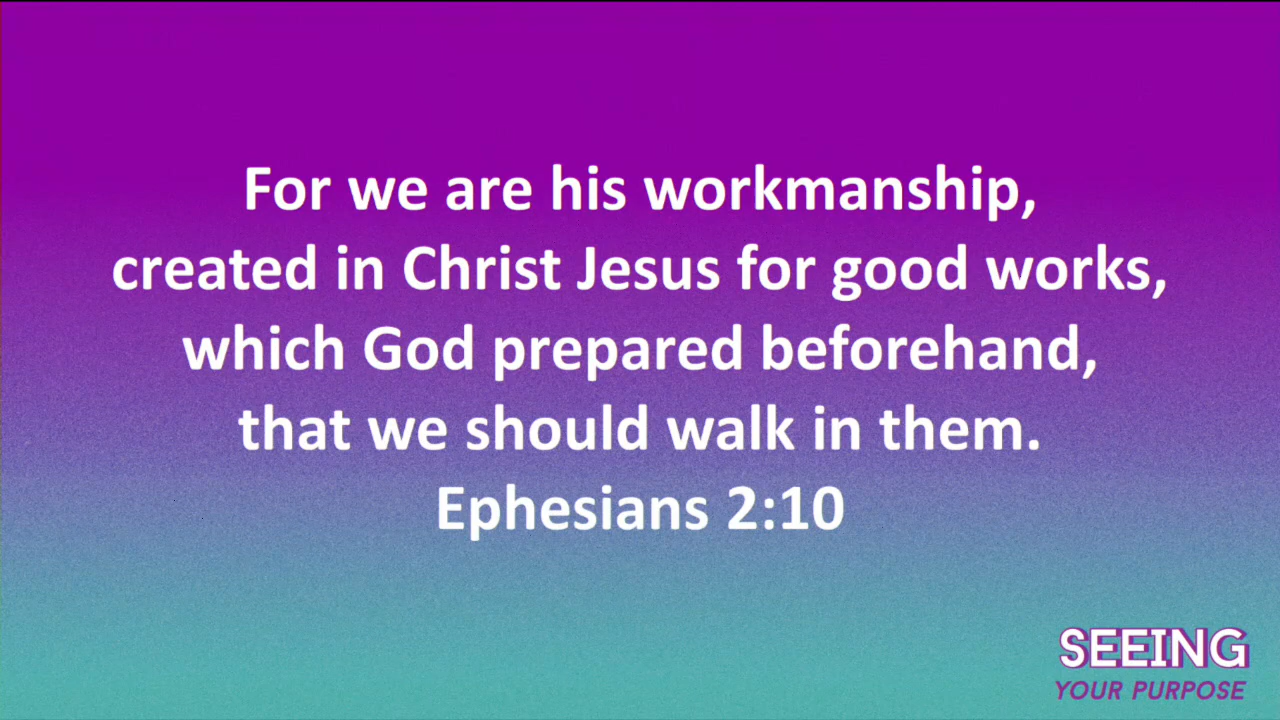 For we are his workmanship,
created in Christ Jesus for good works,
which God prepared beforehand,
that we should walk in them.
Ephesians 2:10
SEEING
YOUR PURPOSE